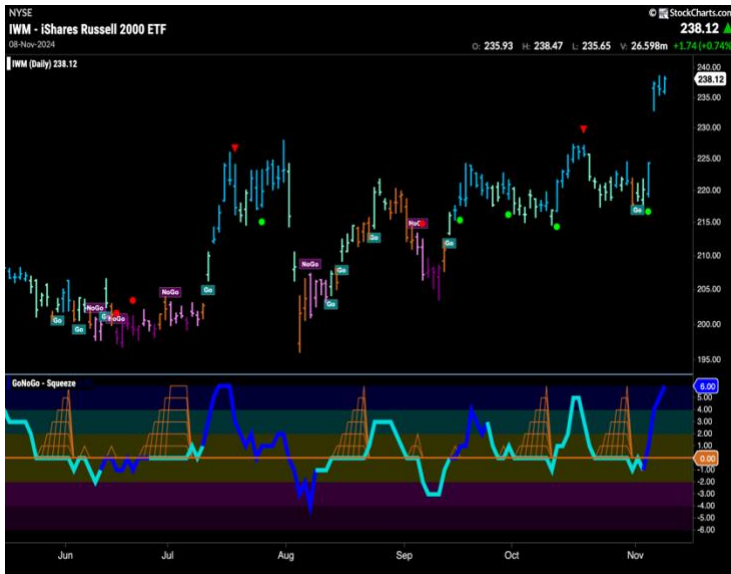 NYSE
© StockCharts.com
IWM - iShares Russell 2000 ETF
238.12
08-Nov-2024
O: 235.93 H: 238.47 L: 235.65 V: 26.598m +1.74 (+0.74%)
IWM (Daily) 238.12
240.00
238.12
235.00
230.00
225.00
220.00
215.00
210.00
205.00
200.00
195.00
Go
Go
NoGo
Go
NoGo
NoGo
Go
NoGo
Go
Go
Go
NoGo
Go
Go
GoNoGo - Squeeze
6.00
5.00
4.00
3.00
2.00
1.00
0.00
-1.00
-2.00
-3.00
-4.00
-5.00
-6.00
Jun
Jul
Aug
Sep
Oct
Nov